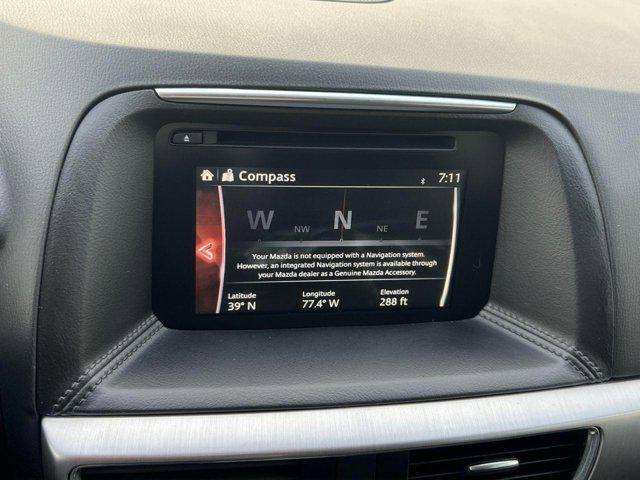 Compass 7:11
W NW N NE E
Your Mazda is not equipped with a Navigation system.
However, an integrated Navigation system is available through
your Mazda dealer as a Genuine Mazda Accessory.
Latitude Longitude Elevation
39° N 77.4° W 288 ft